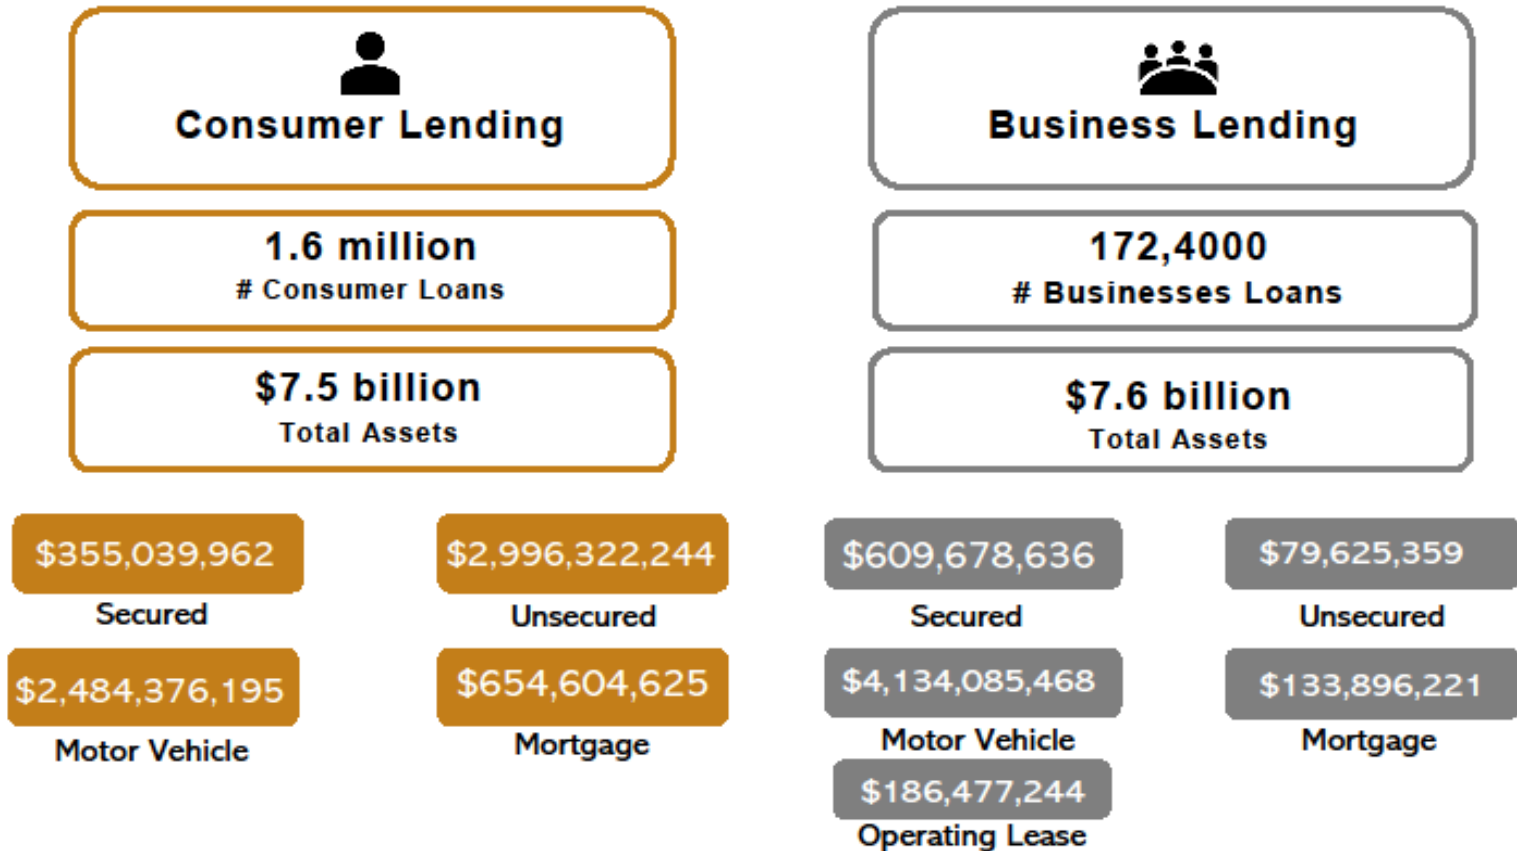 Consumer Lending
1.6 million
# Consumer Loans
$7.5 billion
Total Assets
$355,039,962
Secured
$2,996,322,244
Unsecured
$2,484,376,195
Motor Vehicle
$654,604,625
Mortgage
Business Lending
172,4000
# Businesses Loans
$7.6 billion
Total Assets
$609,678,636
Secured
$79,625,359
Unsecured
$4,134,085,468
Motor Vehicle
$133,896,221
Mortgage
$186,477,244
Operating Lease